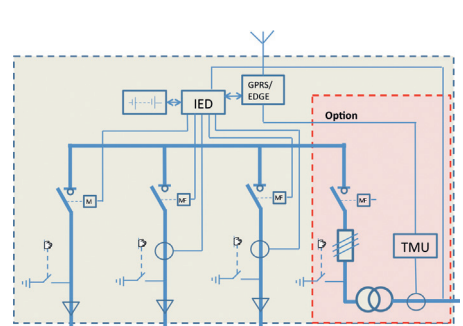 GPRS/
EDGE
IED
Option
M
MF
MF
MF
TMU